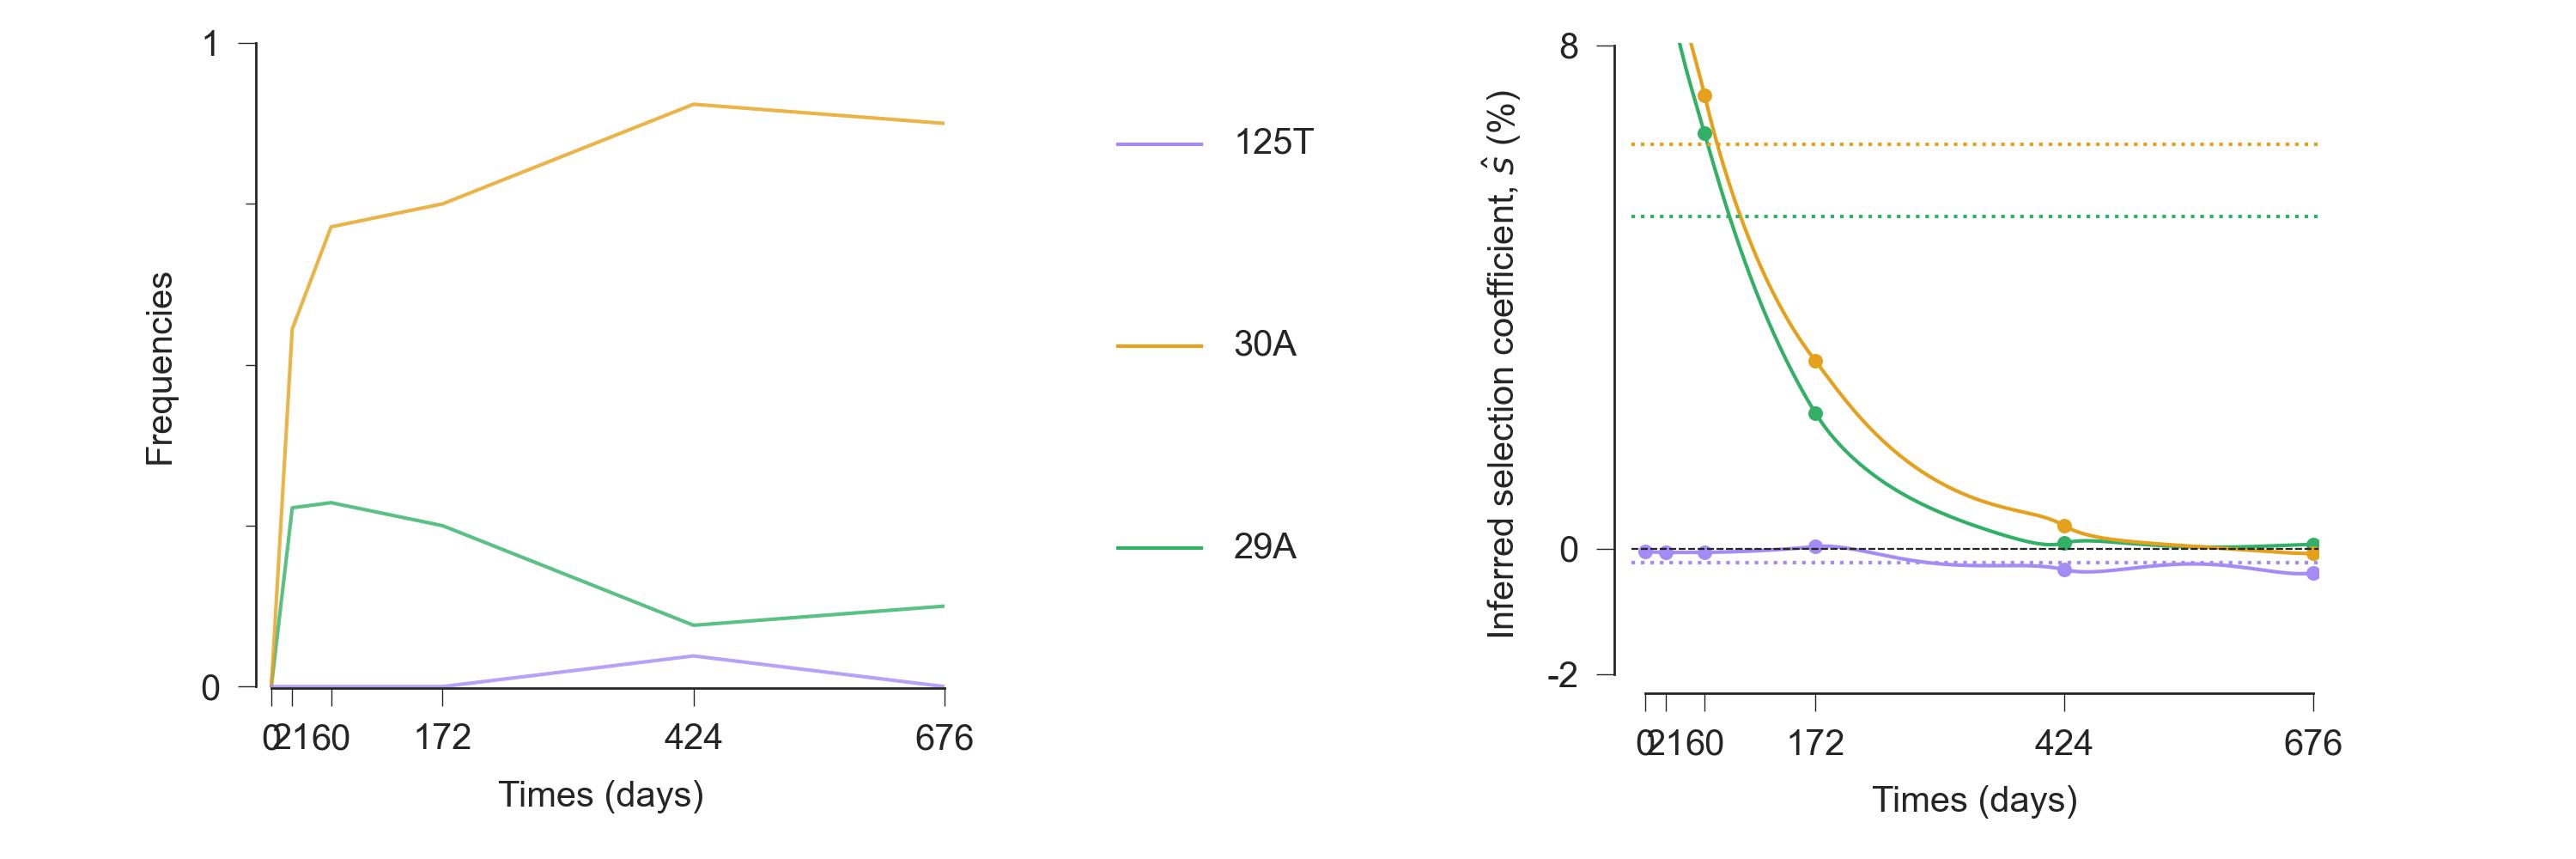 1
0
Frequencies
0 21 60 172 424 676
Times (days)
125T
30A
29A
8
0
-2
Inferred selection coefficient, ŝ (%)
0 21 60 172 424 676
Times (days)